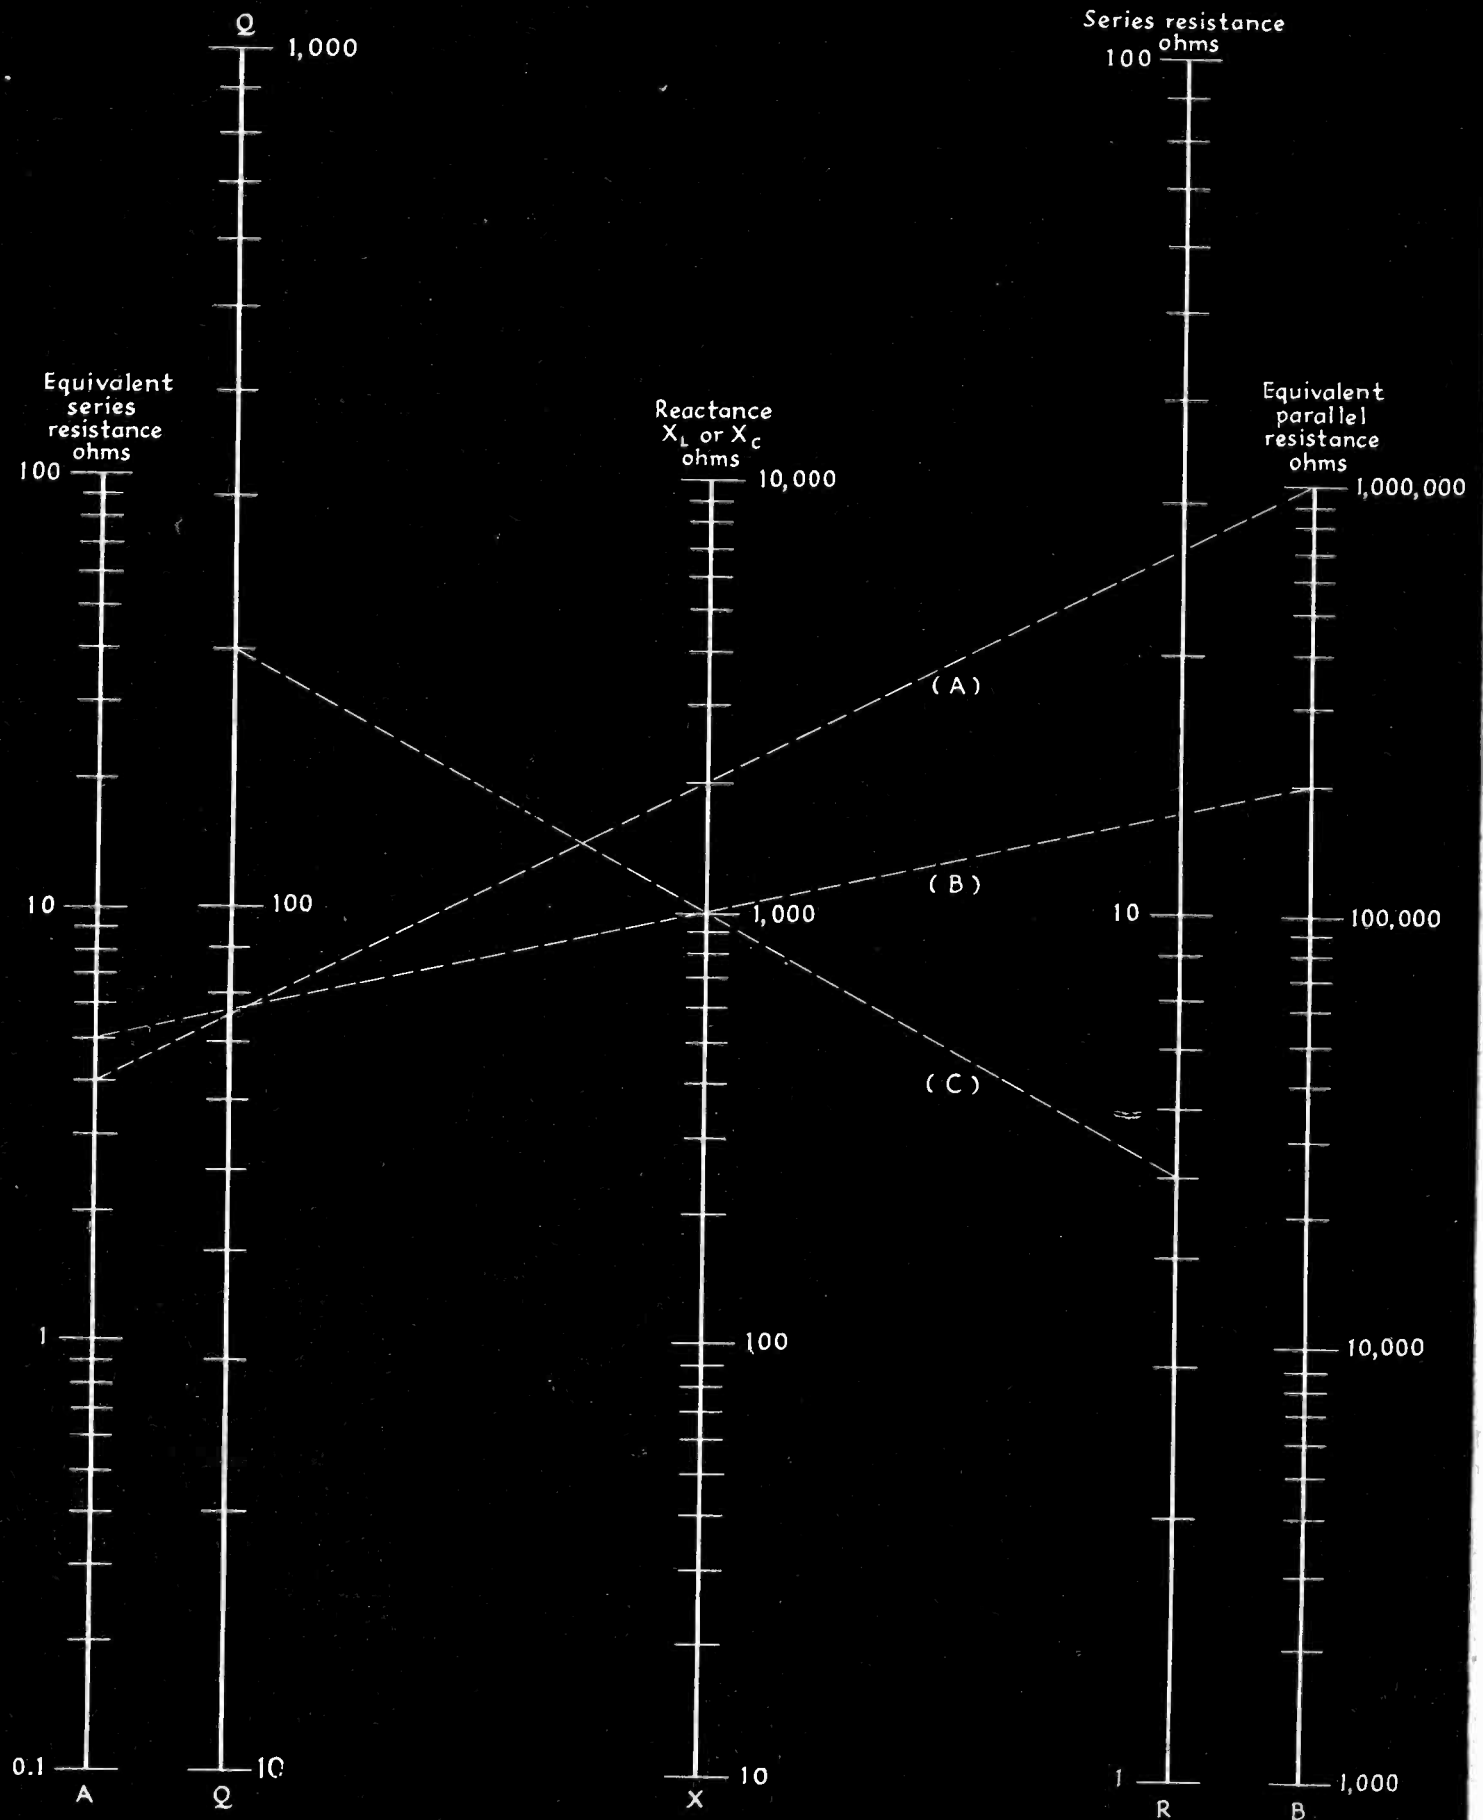 Q
1,000
Series resistance
ohms
100
Equivalent
series
resistance
ohms
100
Reactance
XL or XC
ohms
10,000
Equivalent
parallel
resistance
ohms
1,000,000
(A)
10
100
(B)
1,000
10
100,000
(C)
1
100
10,000
0.1
10
10
1
1,000
A
Q
X
R
B